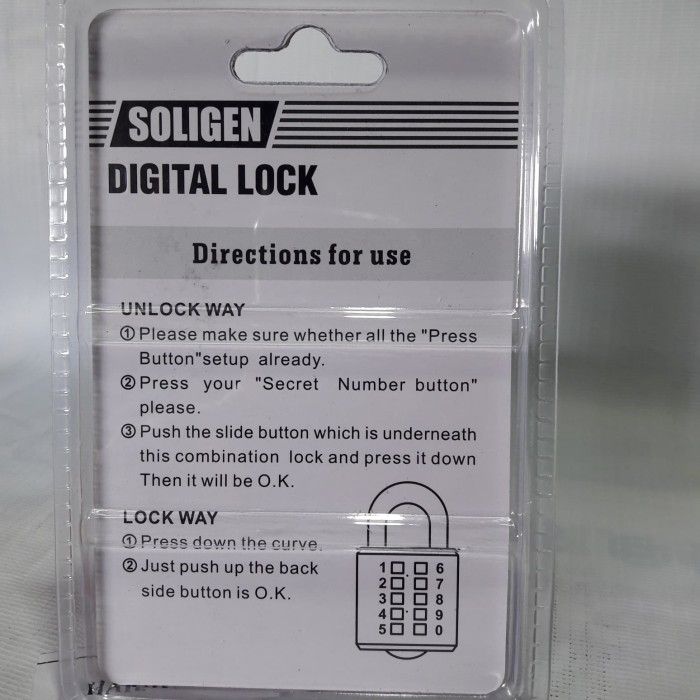 SOLIGEN
DIGITAL LOCK
Directions for use
UNLOCK WAY
① Please make sure whether all the "Press
Button"setup already.
② Press your "Secret Number button"
please.
③ Push the slide button which is underneath
this combination lock and press it down
Then it will be O.K.
LOCK WAY
① Press down the curve.
② Just push up the back
side button is O.K.
1 6
2 7
3 8
4 9
5 0